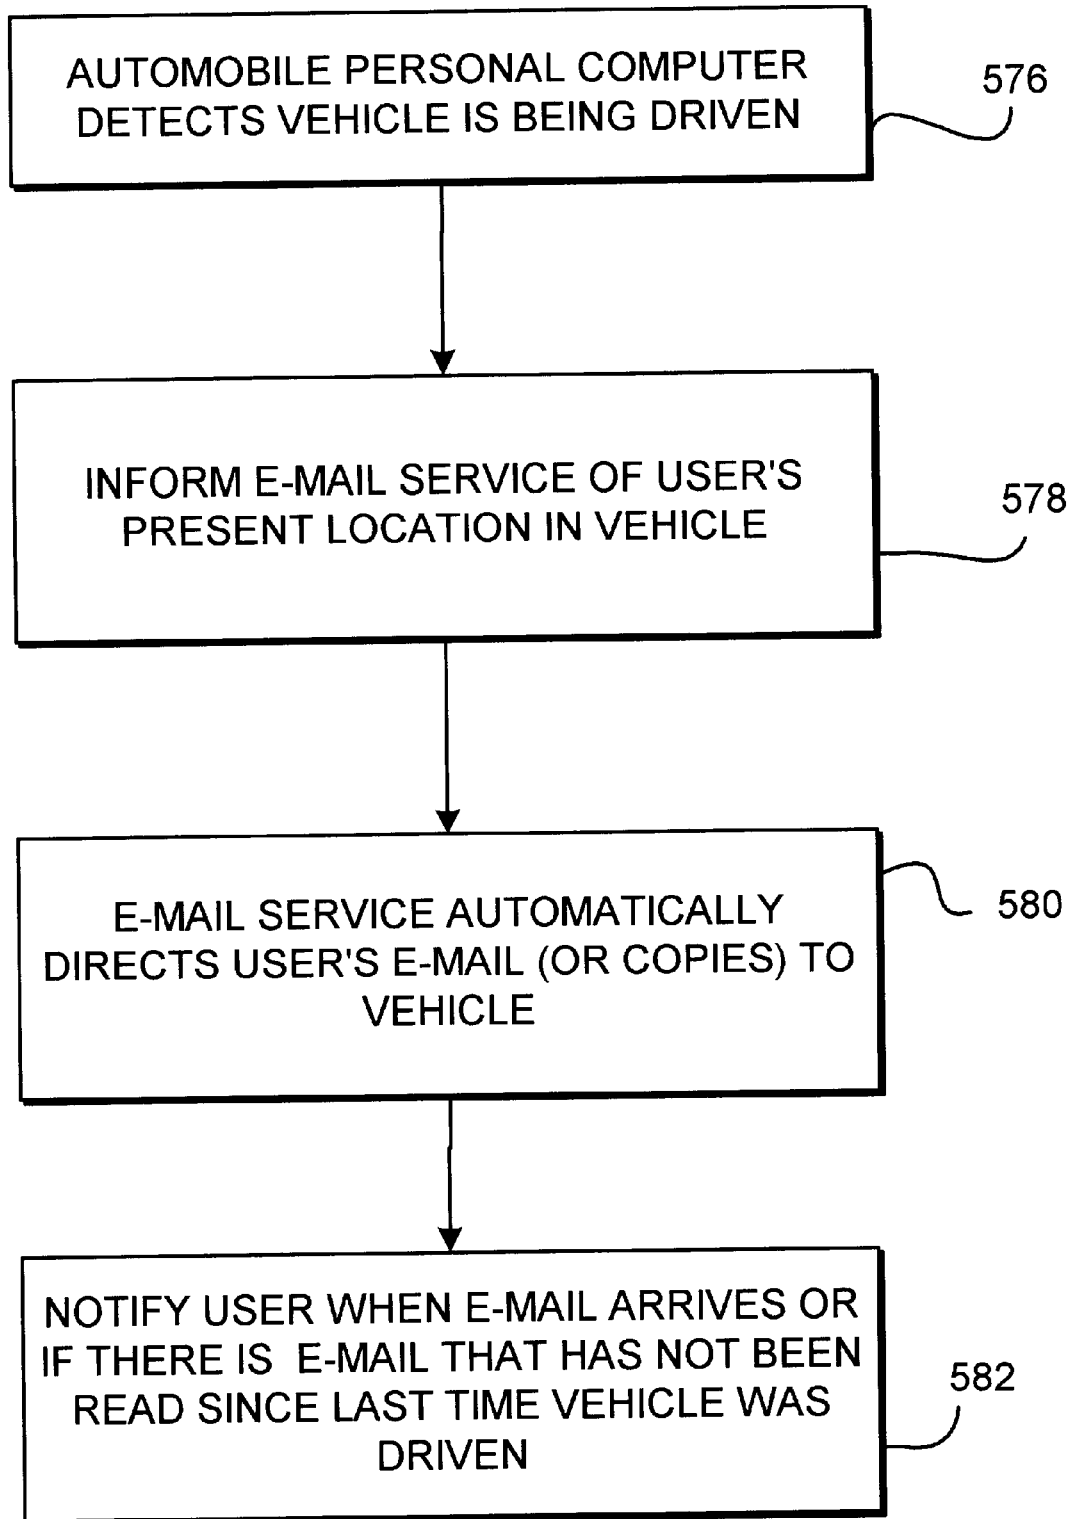 AUTOMOBILE PERSONAL COMPUTER
DETECTS VEHICLE IS BEING DRIVEN
576
INFORM E-MAIL SERVICE OF USER'S
PRESENT LOCATION IN VEHICLE
578
E-MAIL SERVICE AUTOMATICALLY
DIRECTS USER'S E-MAIL (OR COPIES) TO
VEHICLE
580
NOTIFY USER WHEN E-MAIL ARRIVES OR
IF THERE IS E-MAIL THAT HAS NOT BEEN
READ SINCE LAST TIME VEHICLE WAS
DRIVEN
582